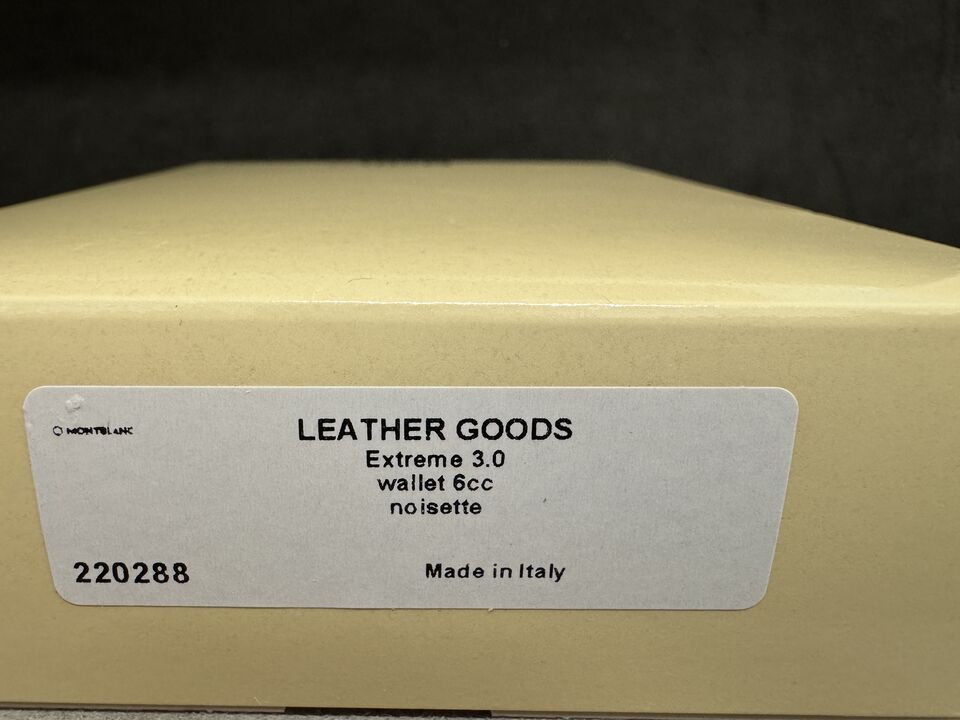 MONTBLANC
LEATHER GOODS
Extreme 3.0
wallet 6cc
noisette
220288
Made in Italy